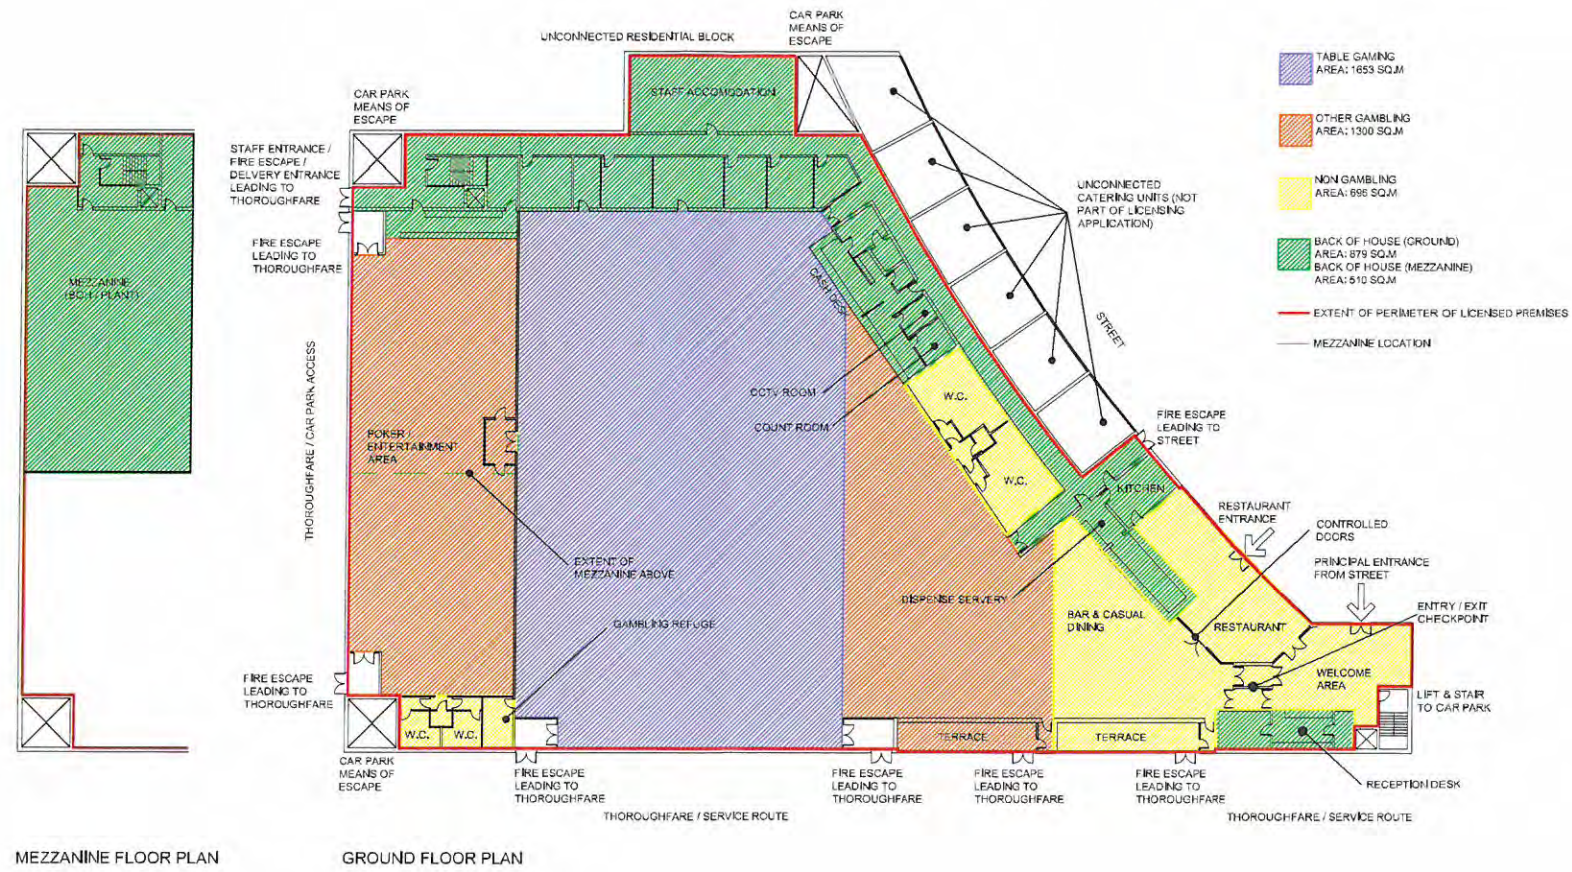 CAR PARK
MEANS OF
ESCAPE
UNCONNECTED RESIDENTIAL BLOCK
STAFF ACCOMODATION
CAR PARK
MEANS OF
ESCAPE
STAFF ENTRANCE /
FIRE ESCAPE /
DELVERY ENTRANCE
LEADING TO
THOROUGHFARE
FIRE ESCAPE
LEADING TO
THOROUGHFARE
MEZZANINE
(BOH / PLANT)
THOROUGHFARE / CAR PARK ACCESS
POKER /
ENTERTAINMENT
AREA
EXTENT OF
MEZZANINE ABOVE
GAMBLING REFUGE
CASH DESK
CCTV ROOM
COUNT ROOM
W.C.
W.C.
UNCONNECTED
CATERING UNITS (NOT
PART OF LICENSING
APPLICATION)
STREET
FIRE ESCAPE
LEADING TO
STREET
KITCHEN
RESTAURANT
ENTRANCE
CONTROLLED
DOORS
PRINCIPAL ENTRANCE
FROM STREET
ENTRY / EXIT
CHECKPOINT
DISPENSE SERVERY
BAR & CASUAL
DINING
RESTAURANT
WELCOME
AREA
LIFT & STAIR
TO CAR PARK
FIRE ESCAPE
LEADING TO
THOROUGHFARE
W.C.
W.C.
TERRACE
TERRACE
CAR PARK
MEANS OF
ESCAPE
FIRE ESCAPE
LEADING TO
THOROUGHFARE
FIRE ESCAPE
LEADING TO
THOROUGHFARE
FIRE ESCAPE
LEADING TO
THOROUGHFARE
FIRE ESCAPE
LEADING TO
THOROUGHFARE
RECEPTION DESK
THOROUGHFARE / SERVICE ROUTE
THOROUGHFARE / SERVICE ROUTE
TABLE GAMING
AREA: 1653 SQ.M
OTHER GAMBLING
AREA: 1300 SQ.M
NON GAMBLING
AREA: 696 SQ.M
BACK OF HOUSE (GROUND)
AREA: 879 SQ.M
BACK OF HOUSE (MEZZANINE)
AREA: 510 SQ.M
EXTENT OF PERIMETER OF LICENSED PREMISES
MEZZANINE LOCATION
MEZZANINE FLOOR PLAN
GROUND FLOOR PLAN